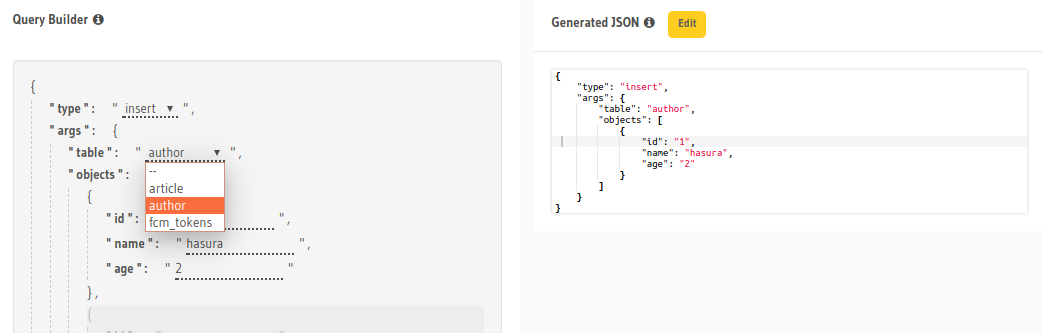 Query Builder
{
" type " : " insert ▼ ",
" args " : {
" table " : " author ▼ ",
--
article
author
fcm_tokens
" objects " :
{
" id " : ",
" name " : " hasura ",
" age " : " 2 "
},
{
Generated JSON Edit
{
"type": "insert",
"args": {
"table": "author",
"objects": [
{
"id": "1",
"name": "hasura",
"age": "2"
}
]
}
}